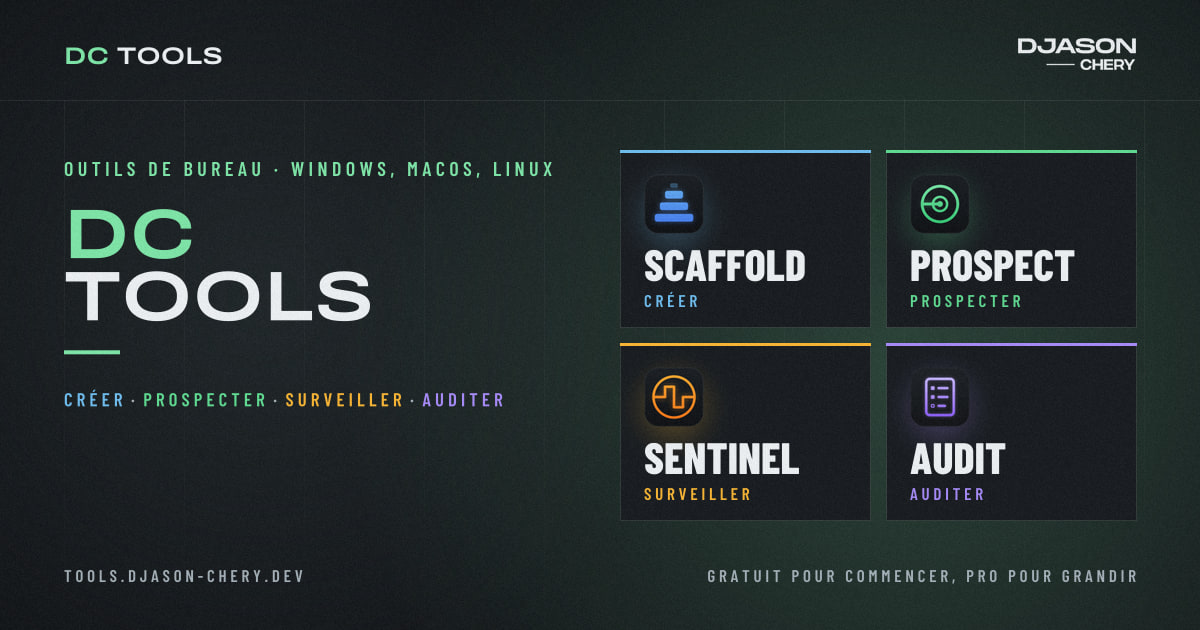 DC TOOLS
DJASON
CHERY
OUTILS DE BUREAU · WINDOWS, MACOS, LINUX
DC
TOOLS
CRÉER · PROSPECTER · SURVEILLER · AUDITER
SCAFFOLD
CRÉER
PROSPECT
PROSPECTER
SENTINEL
SURVEILLER
AUDIT
AUDITER
TOOLS.DJASON-CHERY.DEV
GRATUIT POUR COMMENCER, PRO POUR GRANDIR